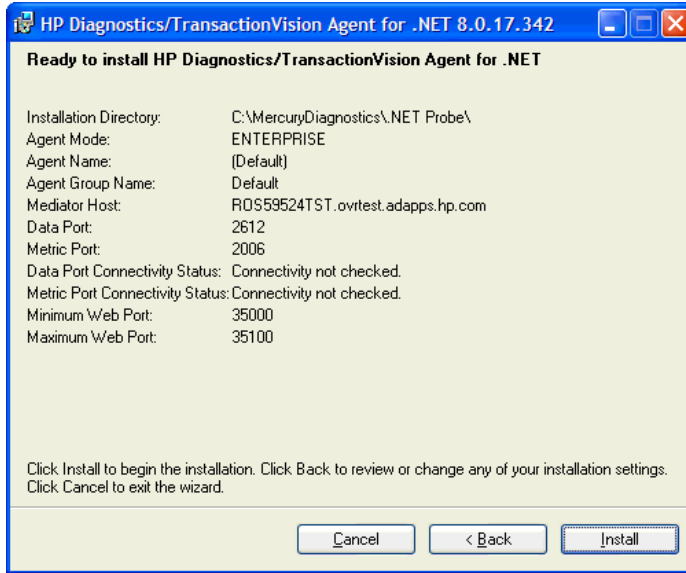 HP Diagnostics/TransactionVision Agent for .NET 8.0.17.342
Ready to install HP Diagnostics/TransactionVision Agent for .NET
Installation Directory: C:\MercuryDiagnostics\.NET Probe\
Agent Mode: ENTERPRISE
Agent Name: (Default)
Agent Group Name: Default
Mediator Host: ROS59524TST.ovrtest.adapps.hp.com
Data Port: 2612
Metric Port: 2006
Data Port Connectivity Status: Connectivity not checked.
Metric Port Connectivity Status: Connectivity not checked.
Minimum Web Port: 35000
Maximum Web Port: 35100
Click Install to begin the installation. Click Back to review or change any of your installation settings.
Click Cancel to exit the wizard.
Cancel < Back Install